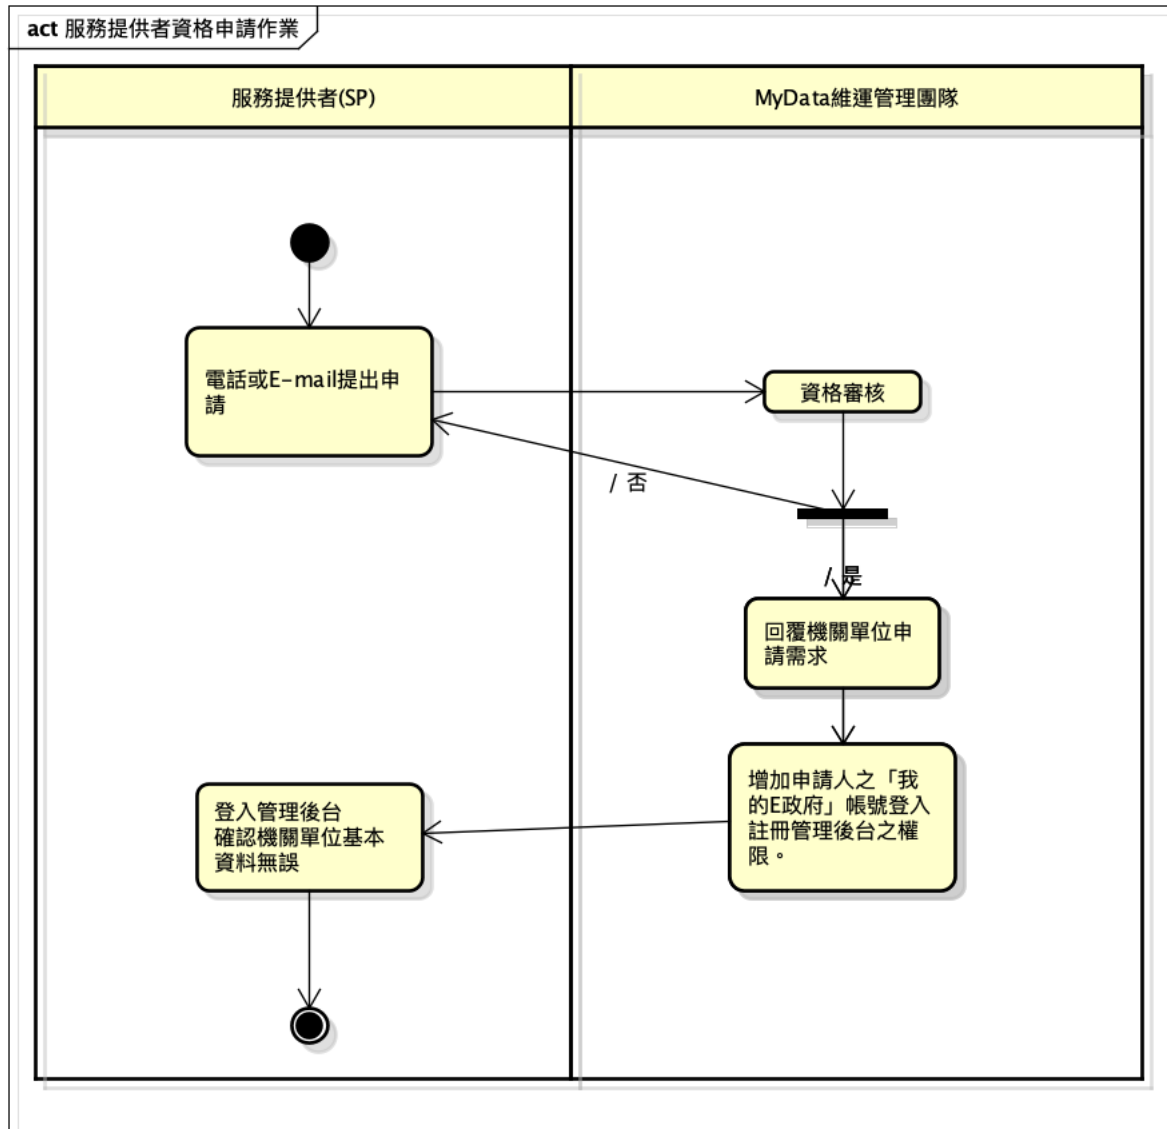 act 服務提供者資格申請作業
服務提供者(SP)
MyData維運管理團隊
電話或E-mail提出申
請
資格審核
/ 否
/ 是
回覆機關單位申
請需求
增加申請人之「我
的E政府」帳號登入
註冊管理後台之權
限。
登入管理後台
確認機關單位基本
資料無誤